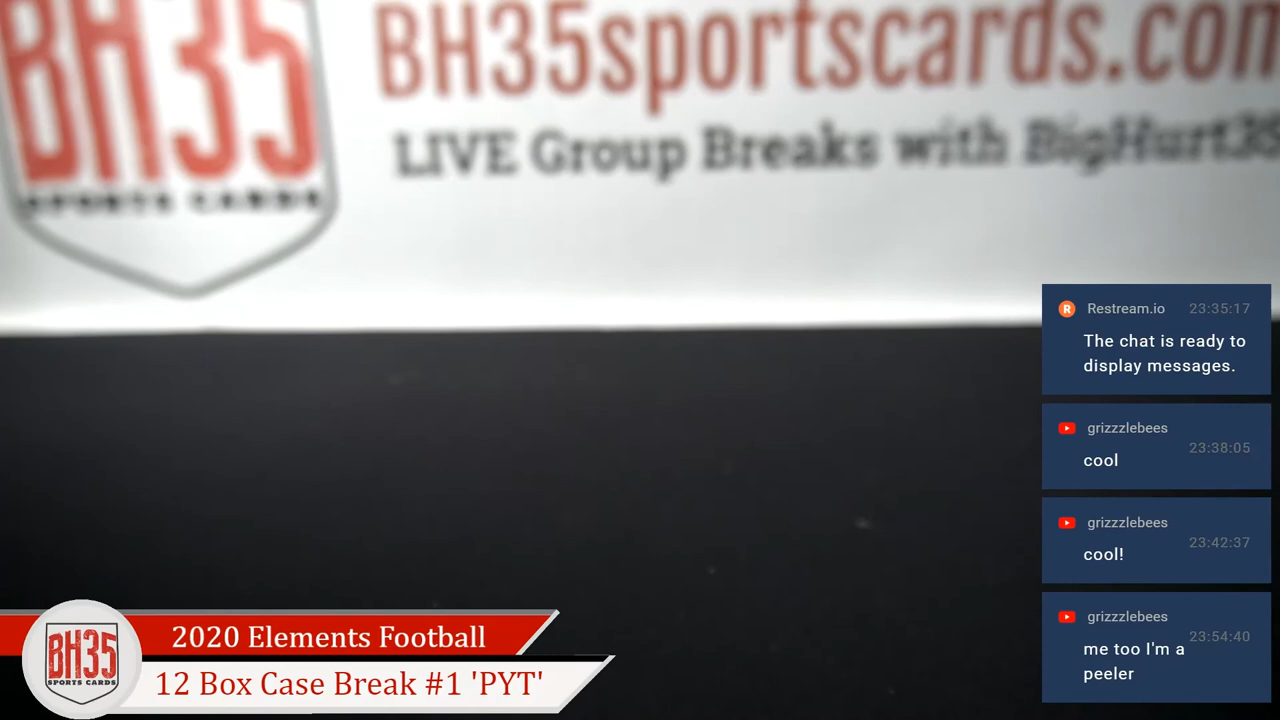 BH35
SPORTS CARDS
BH35sportscards.com
LIVE Group Breaks with BigHurt35
R Restream.io 23:35:17
The chat is ready to
display messages.
grizzzlebees
23:38:05
cool
grizzzlebees
23:42:37
cool!
grizzzlebees
23:54:40
me too I'm a
peeler
BH35
SPORTS CARDS
2020 Elements Football
12 Box Case Break #1 'PYT'